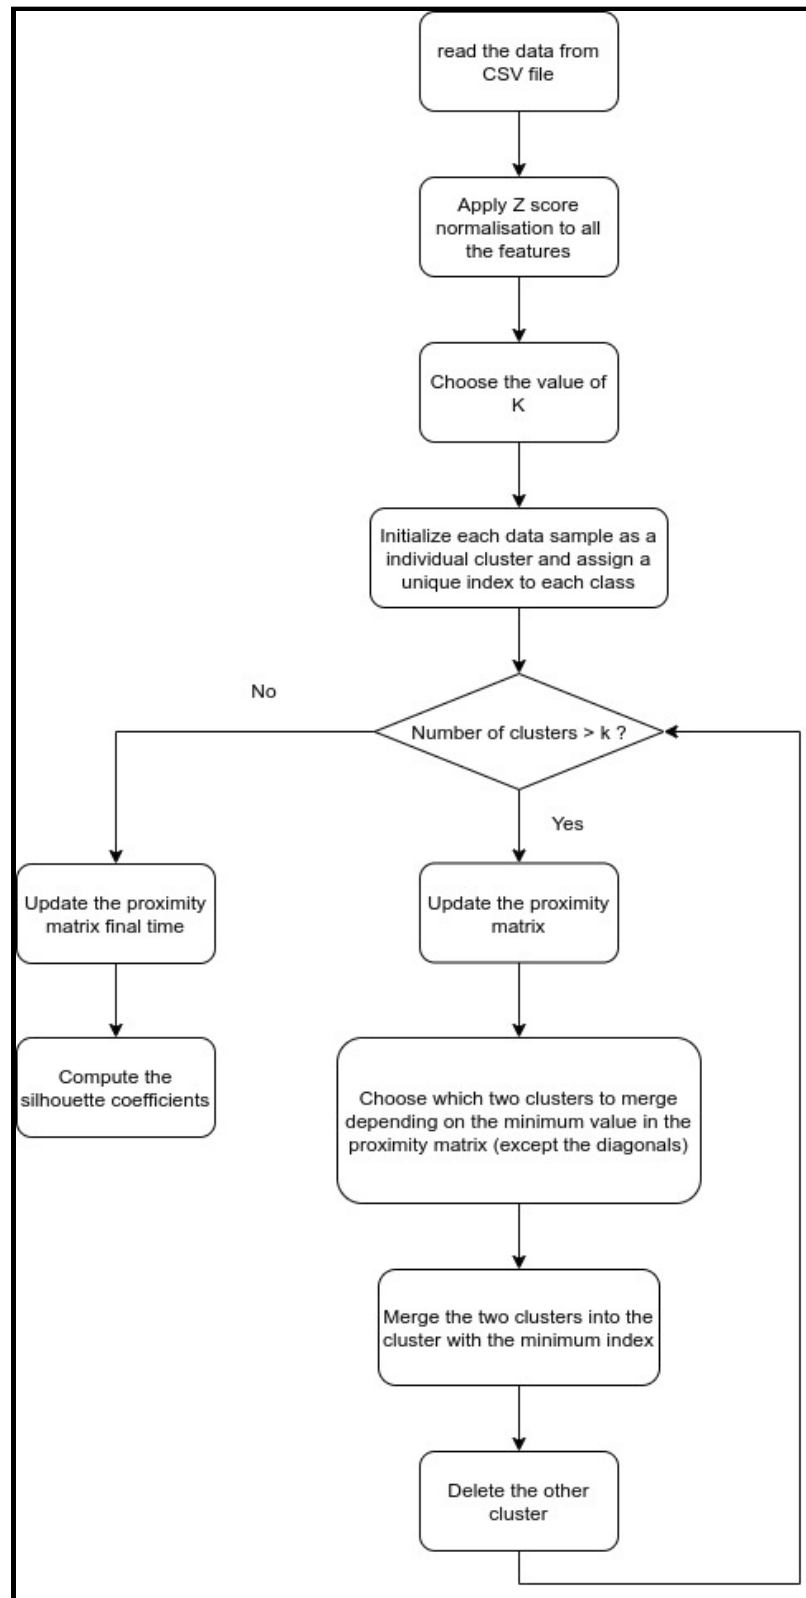 read the data from
CSV file
Apply Z score
normalisation to all
the features
Choose the value of
K
Initialize each data sample as a
individual cluster and assign a
unique index to each class
No
Number of clusters > k ?
Yes
Update the proximity
matrix final time
Update the proximity
matrix
Compute the
silhouette coefficients
Choose which two clusters to merge
depending on the minimum value in the
proximity matrix (except the diagonals)
Merge the two clusters into the
cluster with the minimum index
Delete the other
cluster